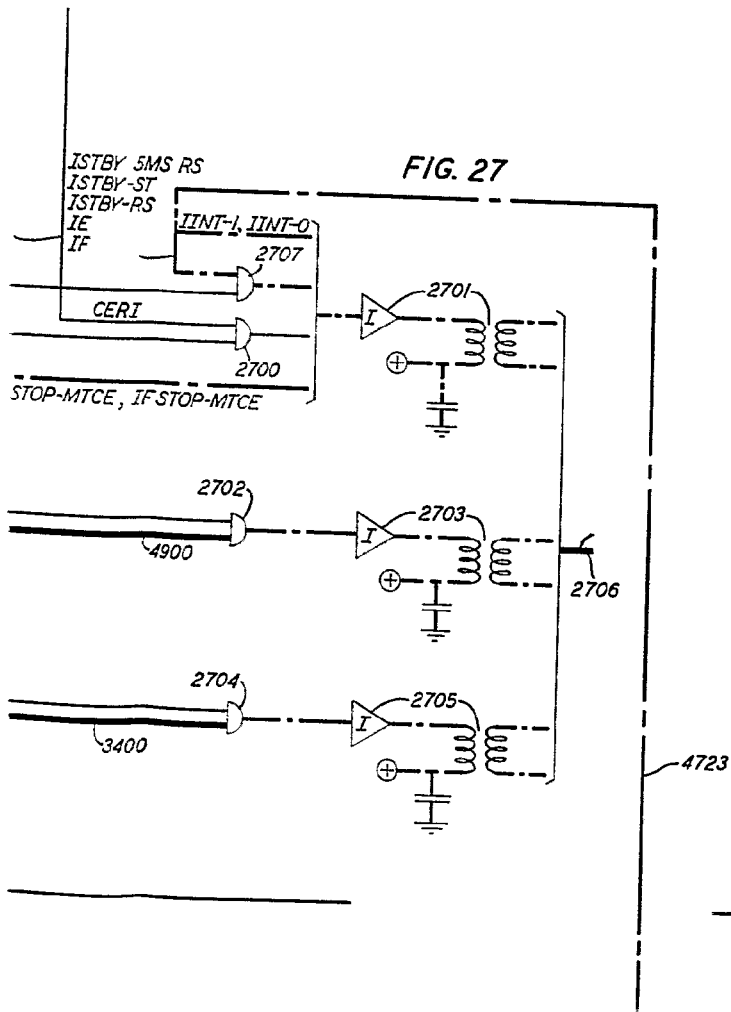 FIG. 27
ISTBY 5MS RS
ISTBY-ST
ISTBY-RS
IE
IF
IINT-1, IINT-0
2707
2701
I
CERI
2700
STOP-MTCE, IF STOP-MTCE
2702
2703
I
4900
2706
2704
2705
I
3400
4723